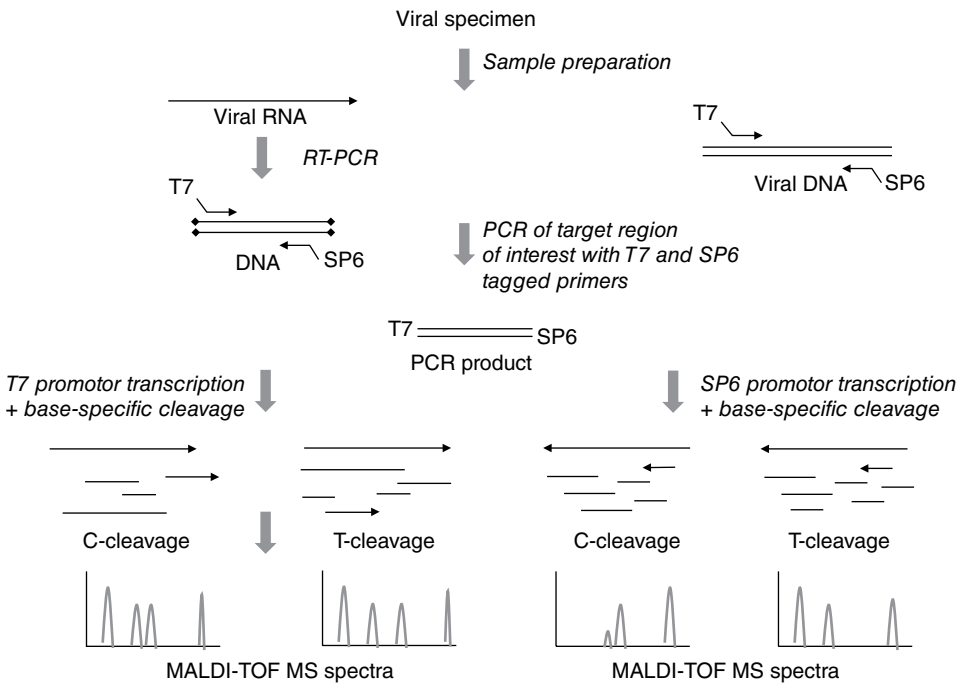 Viral specimen
Sample preparation
Viral RNA
RT-PCR
T7
Viral DNA
SP6
T7
DNA
SP6
PCR of target region
of interest with T7 and SP6
tagged primers
T7
SP6
PCR product
T7 promotor transcription
+ base-specific cleavage
SP6 promotor transcription
+ base-specific cleavage
C-cleavage
T-cleavage
C-cleavage
T-cleavage
MALDI-TOF MS spectra
MALDI-TOF MS spectra